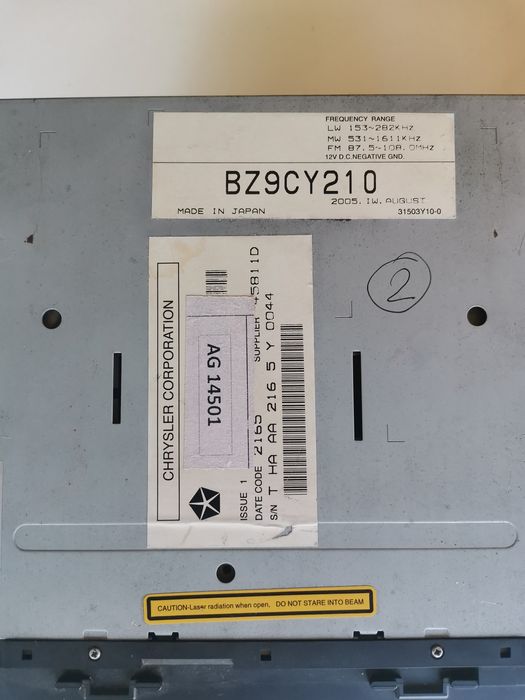 FREQUENCY RANGE
LW 153~282KHz
MW 531~1611KHz
FM 87.5~108.0MHz
12V D.C.NEGATIVE GND.
BZ9CY210
2005. IW. AUGUST
MADE IN JAPAN
31503Y10-0
2
CHRYSLER CORPORATION
AG 14501
SUPPLIER 45811D
ISSUE 1
DATE CODE 2165
S/N T HA AA 216 5 Y 0044
CAUTION-Laser radiation when open. DO NOT STARE INTO BEAM